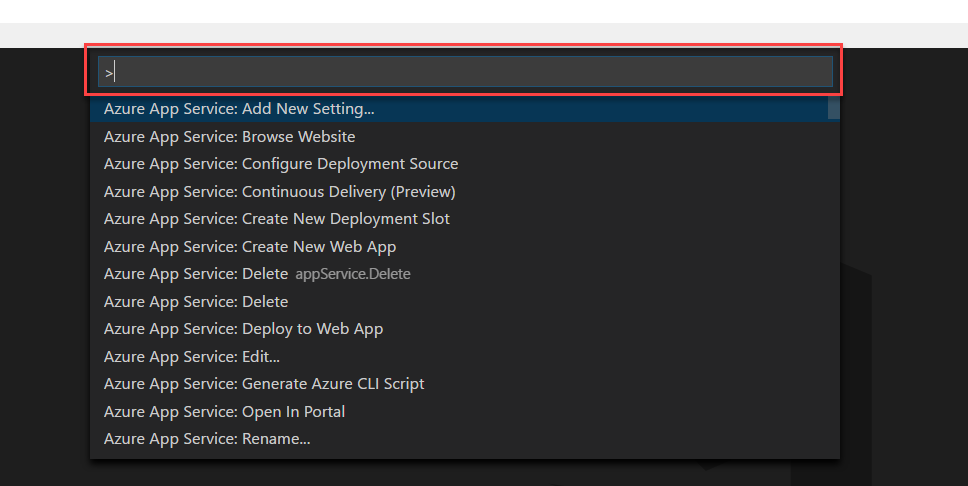 >
Azure App Service: Add New Setting...
Azure App Service: Browse Website
Azure App Service: Configure Deployment Source
Azure App Service: Continuous Delivery (Preview)
Azure App Service: Create New Deployment Slot
Azure App Service: Create New Web App
Azure App Service: Delete appService.Delete
Azure App Service: Delete
Azure App Service: Deploy to Web App
Azure App Service: Edit...
Azure App Service: Generate Azure CLI Script
Azure App Service: Open In Portal
Azure App Service: Rename...